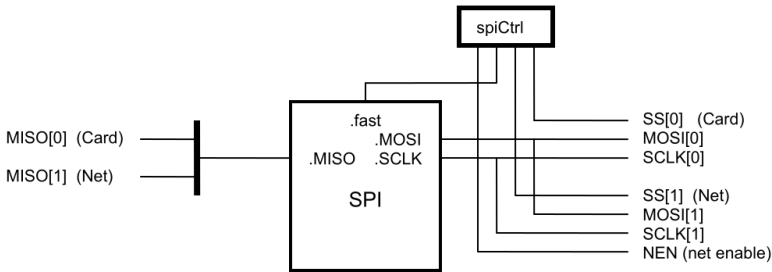 spiCtrl
.fast
.MOSI
.MISO .SCLK
SPI
MISO[0] (Card)
MISO[1] (Net)
SS[0] (Card)
MOSI[0]
SCLK[0]
SS[1] (Net)
MOSI[1]
SCLK[1]
NEN (net enable)